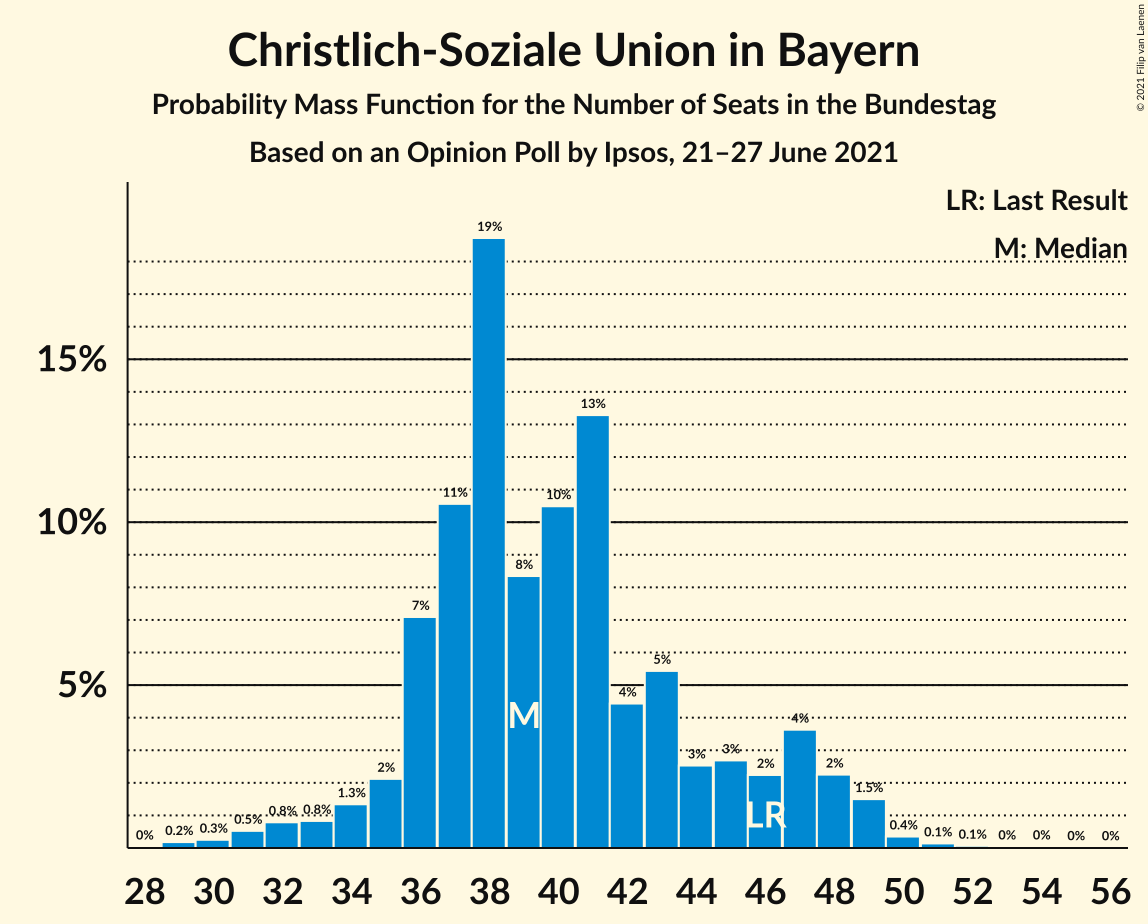 Christlich-Soziale Union in Bayern
Probability Mass Function for the Number of Seats in the Bundestag
Based on an Opinion Poll by Ipsos, 21–27 June 2021
© 2021 Filip van Laenen
LR: Last Result
M: Median
15%
10%
5%
0% 0.2% 0.3% 0.5% 0.8% 0.8% 1.3% 2% 7% 11% 19% 8% 10% 13% 4% 5% 3% 3% 2% 4% 2% 1.5% 0.4% 0.1% 0.1% 0% 0% 0% 0%
M
LR
28 30 32 34 36 38 40 42 44 46 48 50 52 54 56